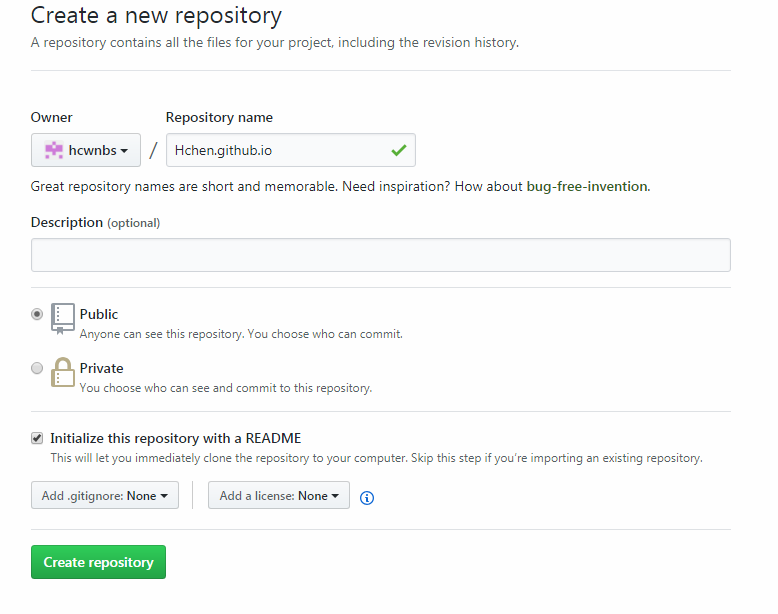 Create a new repository
A repository contains all the files for your project, including the revision history.
Owner Repository name
hcwnbs / Hchen.github.io
Great repository names are short and memorable. Need inspiration? How about bug-free-invention.
Description (optional)
Public
Anyone can see this repository. You choose who can commit.
Private
You choose who can see and commit to this repository.
Initialize this repository with a README
This will let you immediately clone the repository to your computer. Skip this step if you're importing an existing repository.
Add .gitignore: None Add a license: None
Create repository